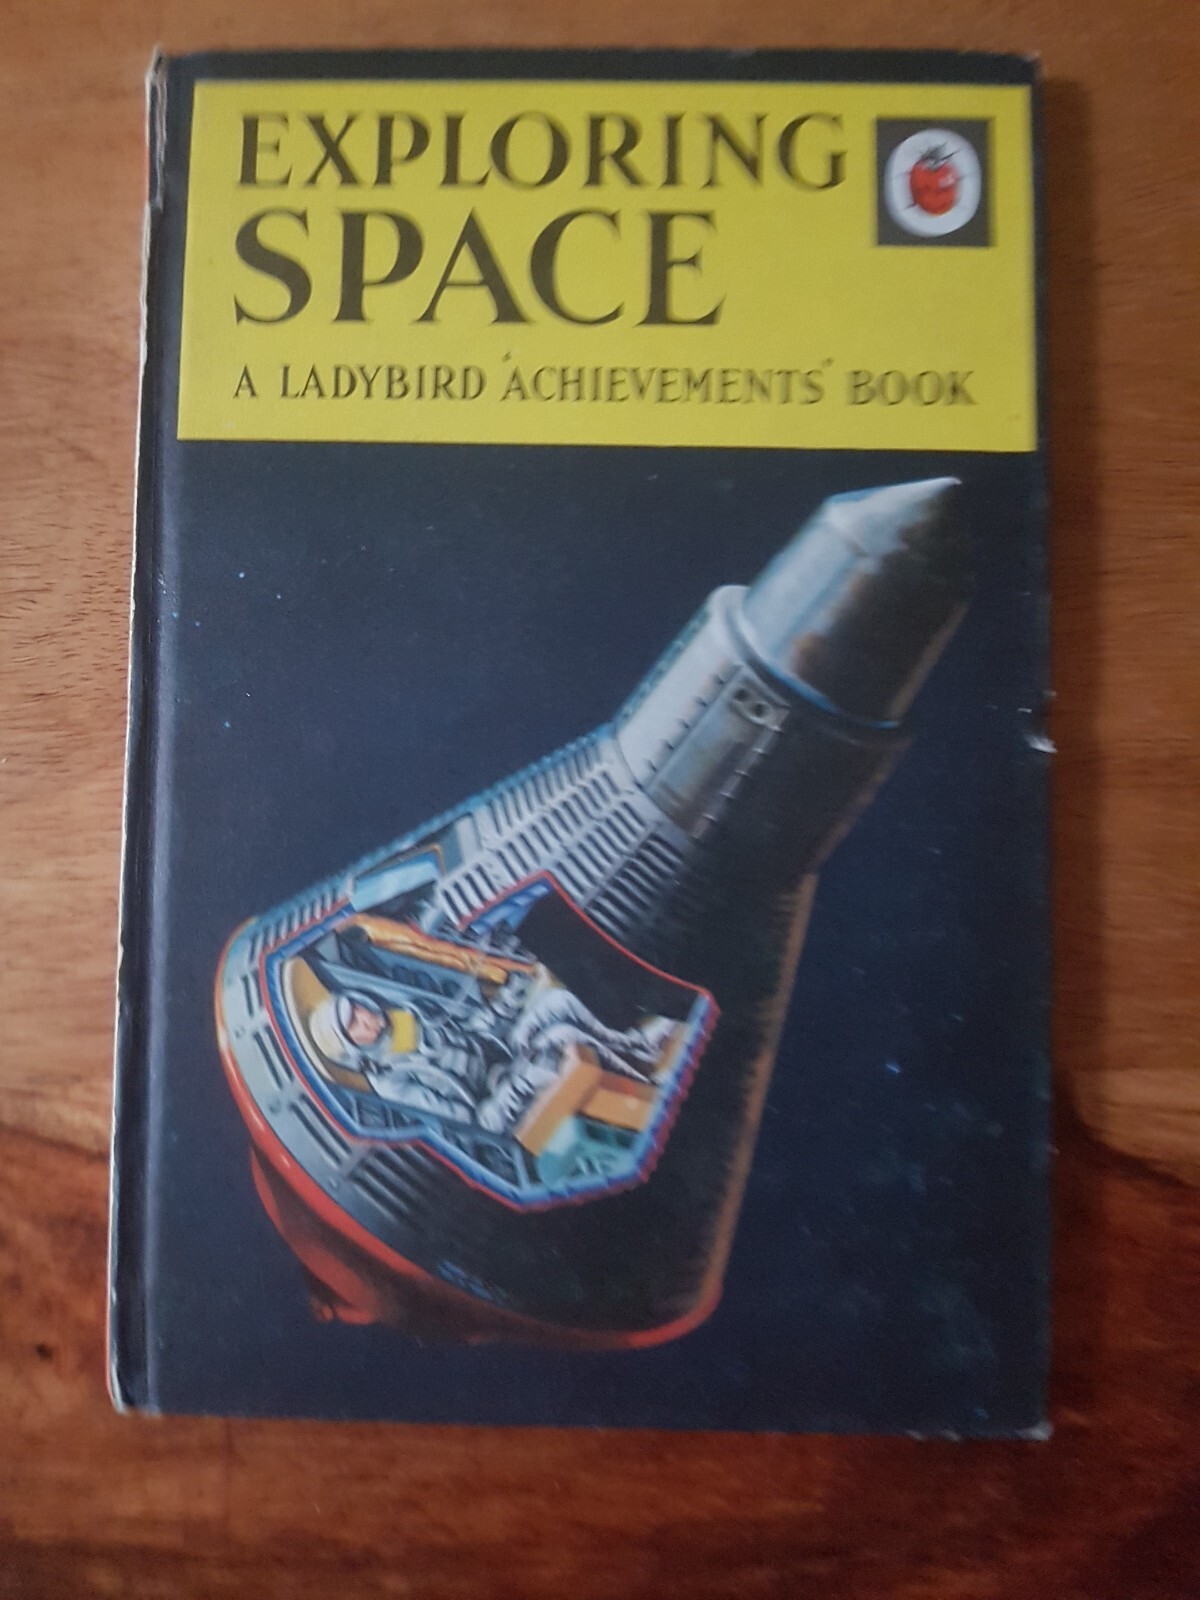 EXPLORING
SPACE
A LADYBIRD "ACHIEVEMENTS" BOOK